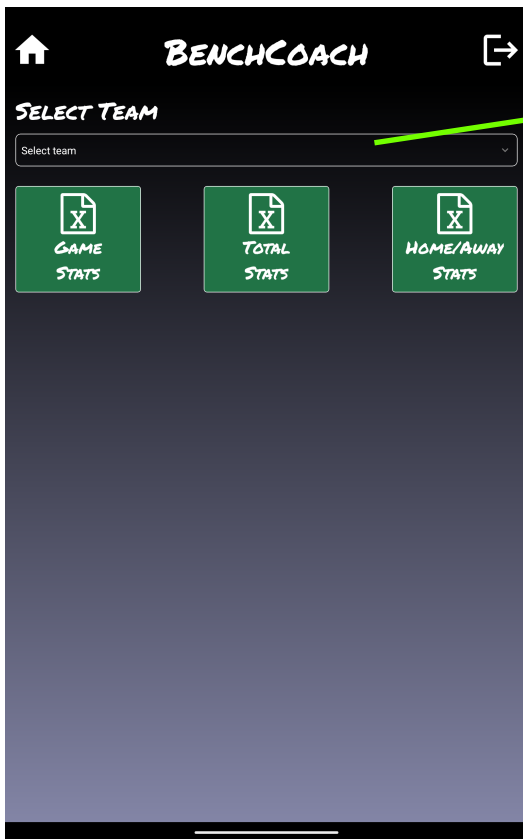 BenchCoach
Select Team
Select team
Game
Stats
Total
Stats
Home/Away
Stats